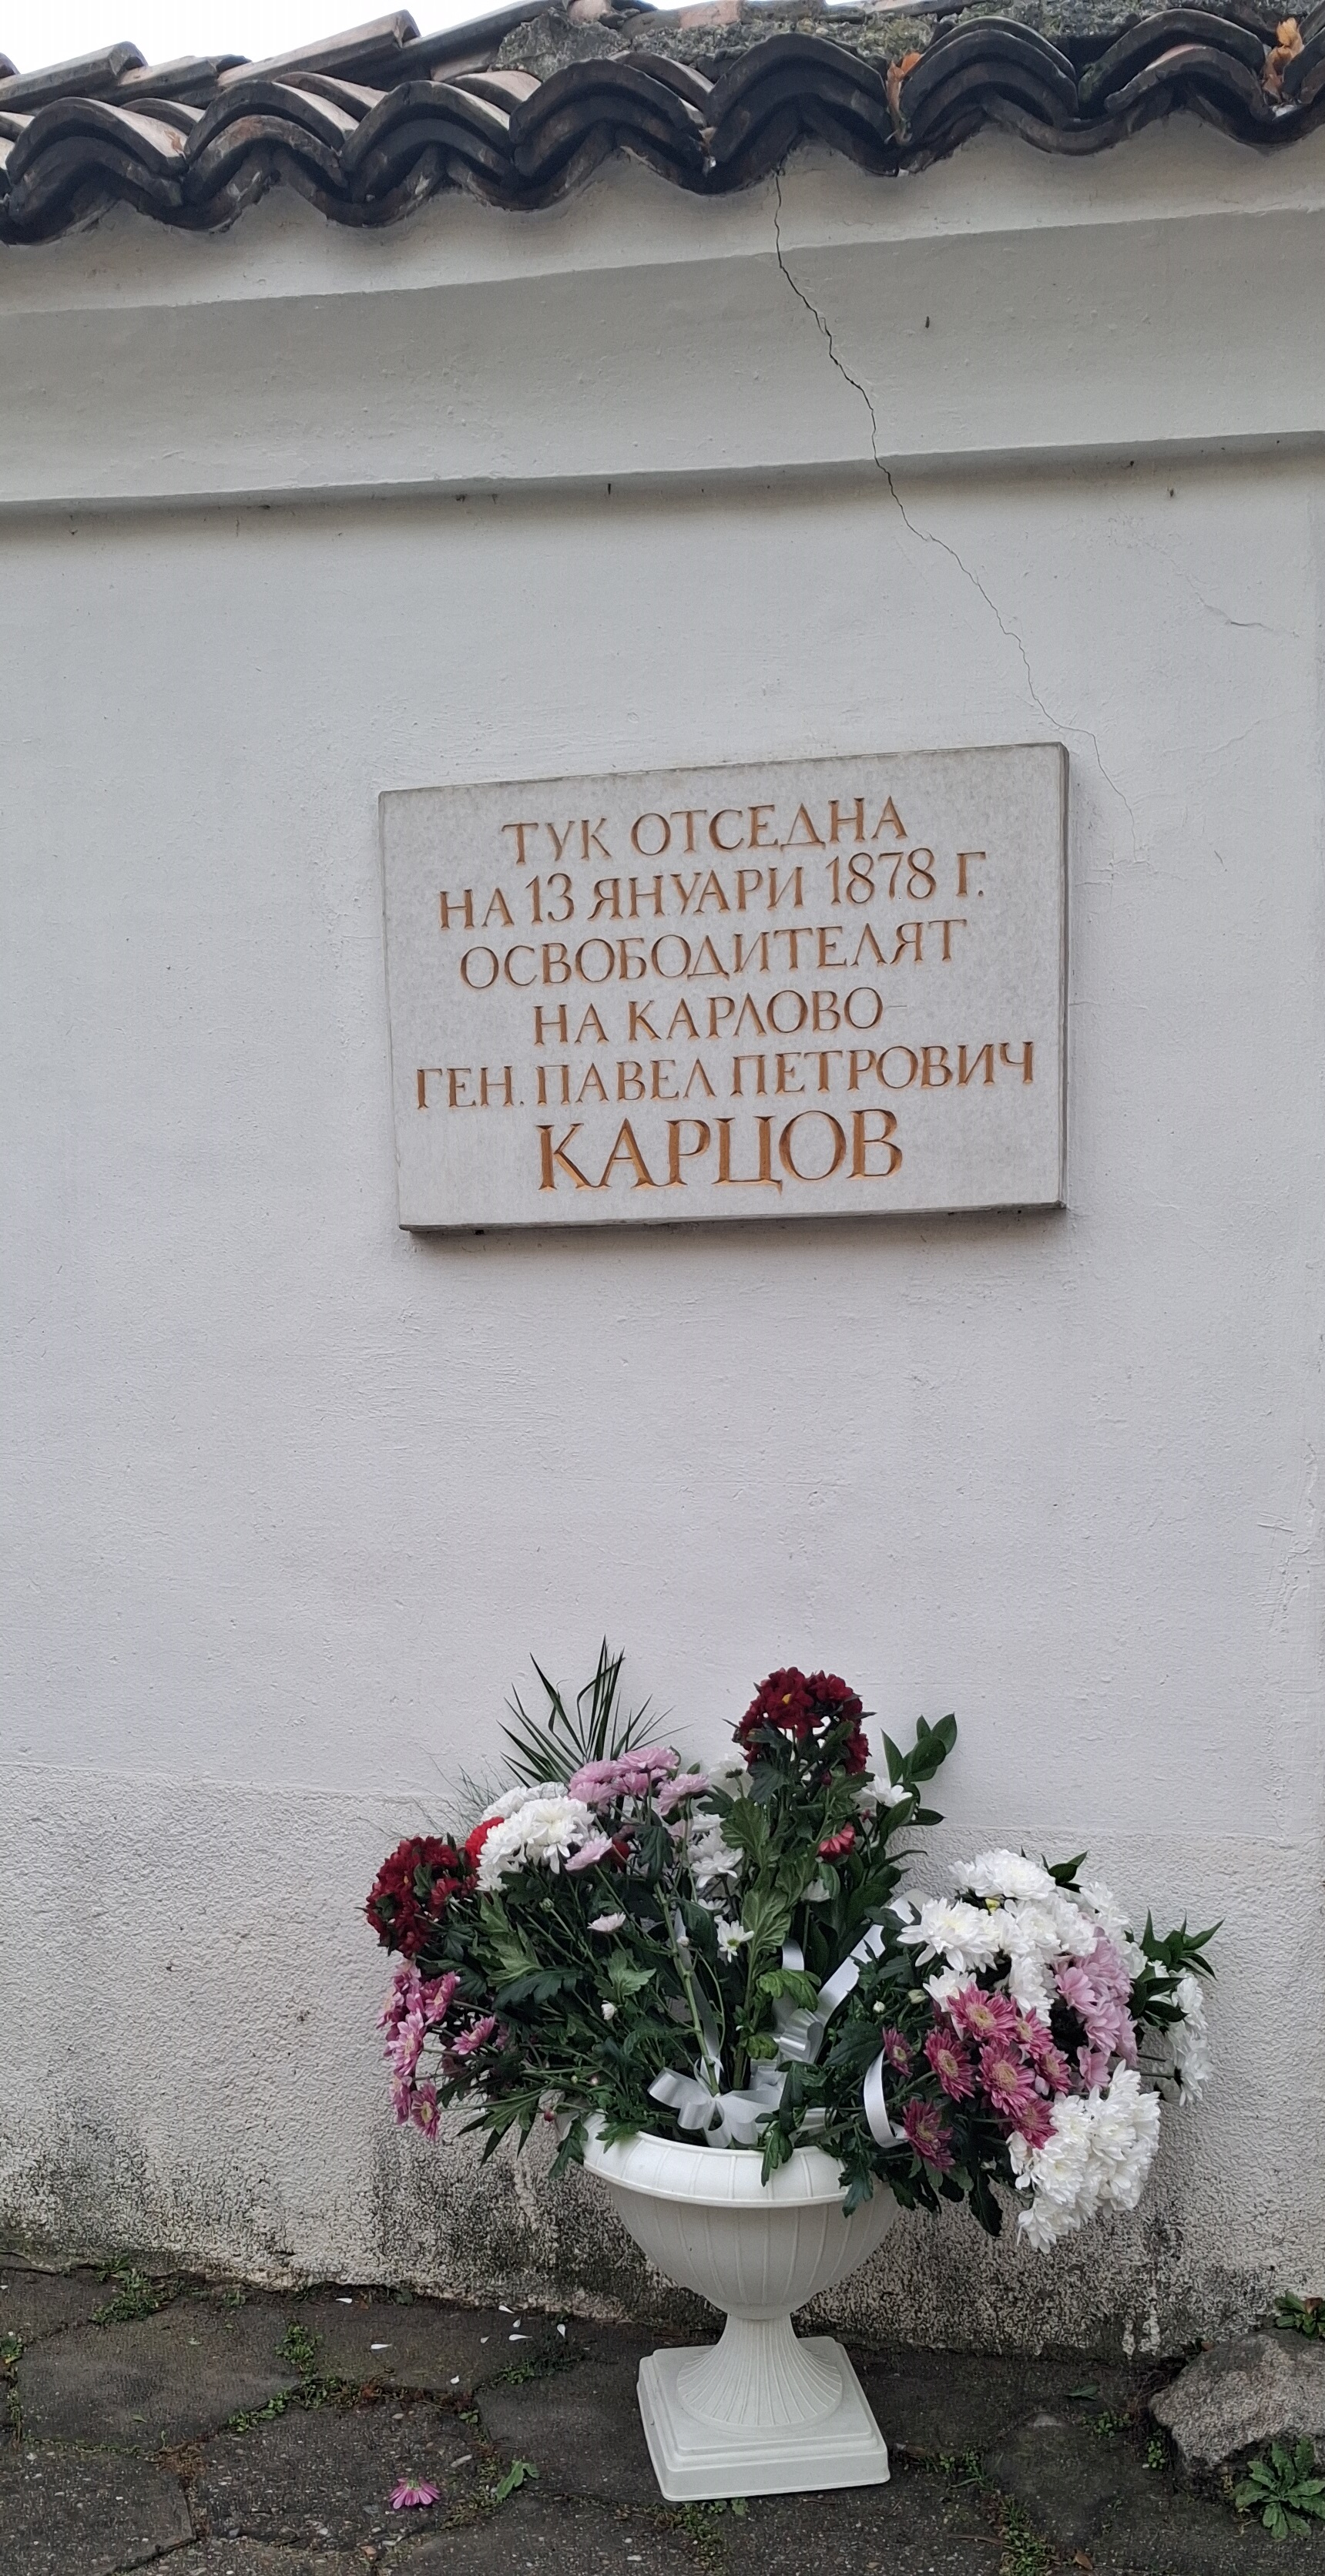 ТУК ОТСЕДНА
НА 13 ЯНУАРИ 1878 Г.
ОСВОБОДИТЕЛЯТ
НА КАРЛОВО
ГЕН. ПАВЕЛ ПЕТРОВИЧ
КАРЦОВ